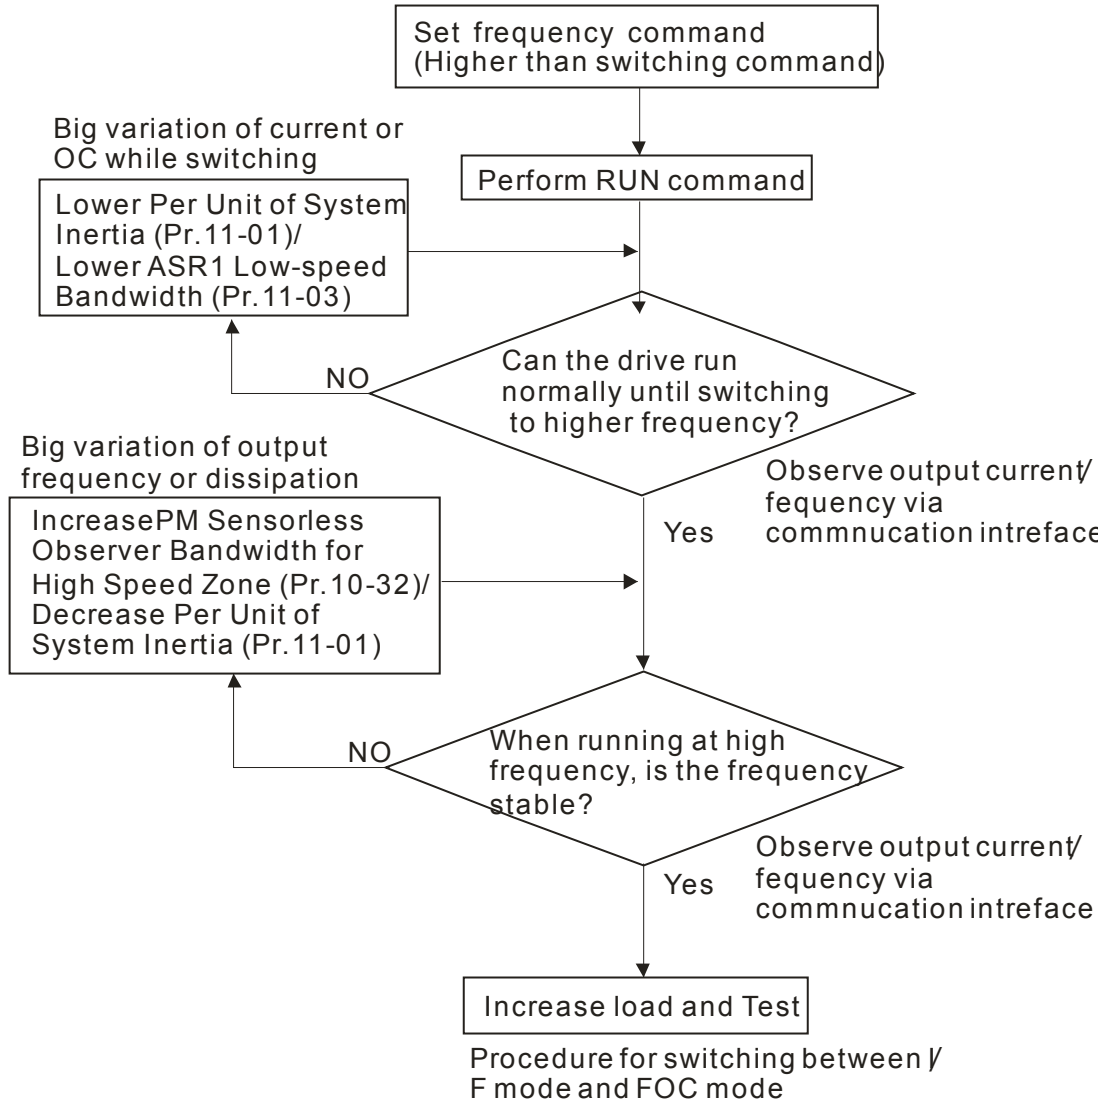 Set frequency command
(Higher than switching command)
Big variation of current or
OC while switching
Perform RUN command
Lower Per Unit of System
Inertia (Pr.11-01)/
Lower ASR1 Low-speed
Bandwidth (Pr.11-03)
Can the drive run
normally until switching
to higher frequency?
NO
Big variation of output
frequency or dissipation
Observe output current/
fequency via
commnucation intreface
Yes
IncreasePM Sensorless
Observer Bandwidth for
High Speed Zone (Pr.10-32)/
Decrease Per Unit of
System Inertia (Pr.11-01)
When running at high
frequency, is the frequency
stable?
NO
Observe output current/
fequency via
commnucation intreface
Yes
Increase load and Test
Procedure for switching between I/
F mode and FOC mode